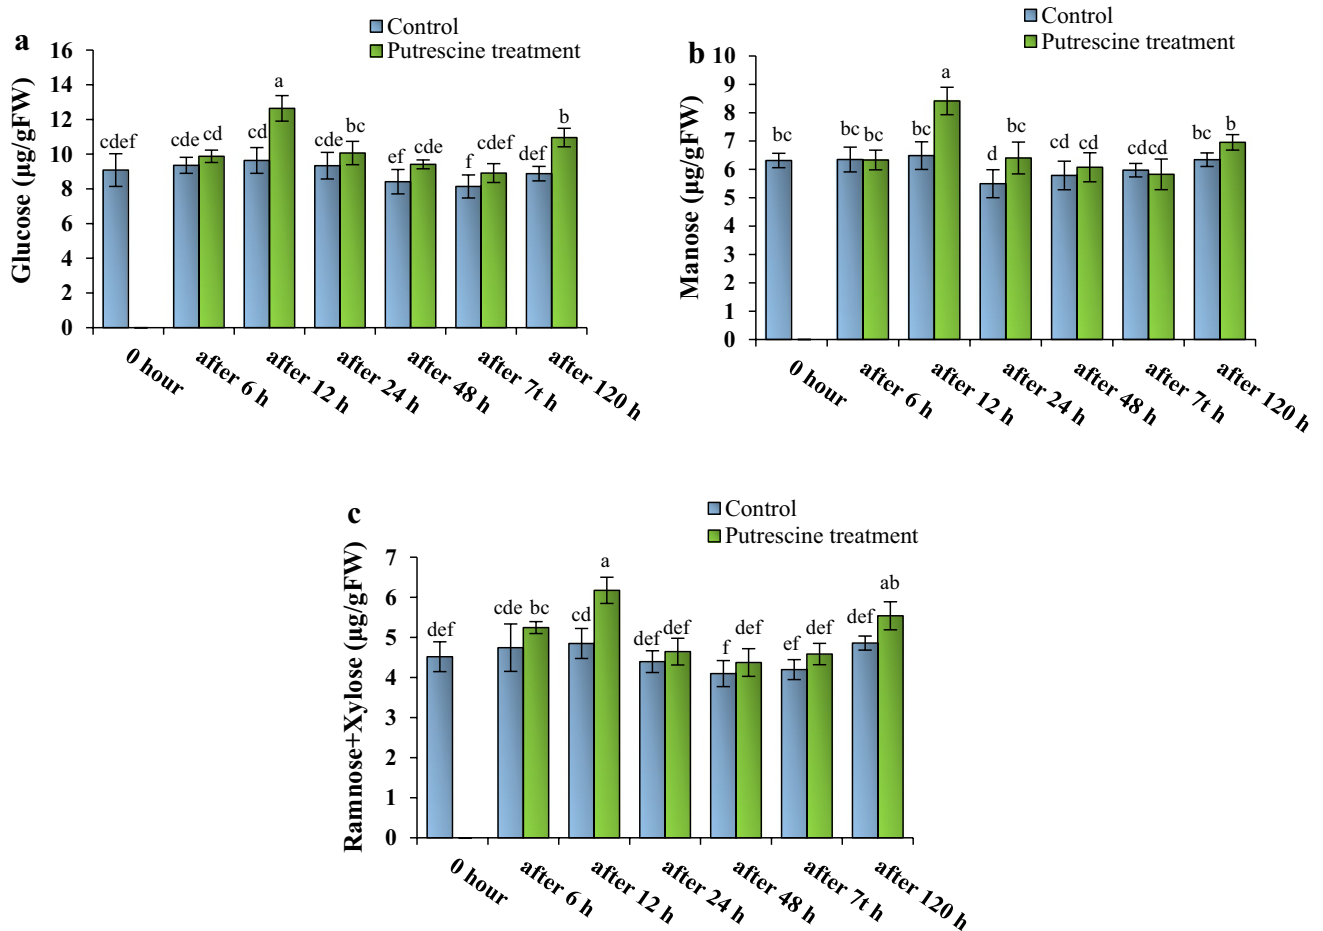 a
Control
Putrescine treatment
Glucose (µg/gFW)
16
14
12
10
8
6
4
2
0
cdef
cde
cd
cd
a
cde
bc
ef
cde
f
cdef
def
b
0 hour
after 6 h
after 12 h
after 24 h
after 48 h
after 7t h
after 120 h
b
Control
Putrescine treatment
Manose (µg/gFW)
10
9
8
7
6
5
4
3
2
1
0
bc
bc
bc
bc
a
d
bc
cd
cd
cd
cd
bc
b
0 hour
after 6 h
after 12 h
after 24 h
after 48 h
after 7t h
after 120 h
c
Control
Putrescine treatment
Ramnose+Xylose (µg/gFW)
7
6
5
4
3
2
1
0
def
cde
bc
cd
a
def
def
f
def
ef
def
def
ab
0 hour
after 6 h
after 12 h
after 24 h
after 48 h
after 7t h
after 120 h